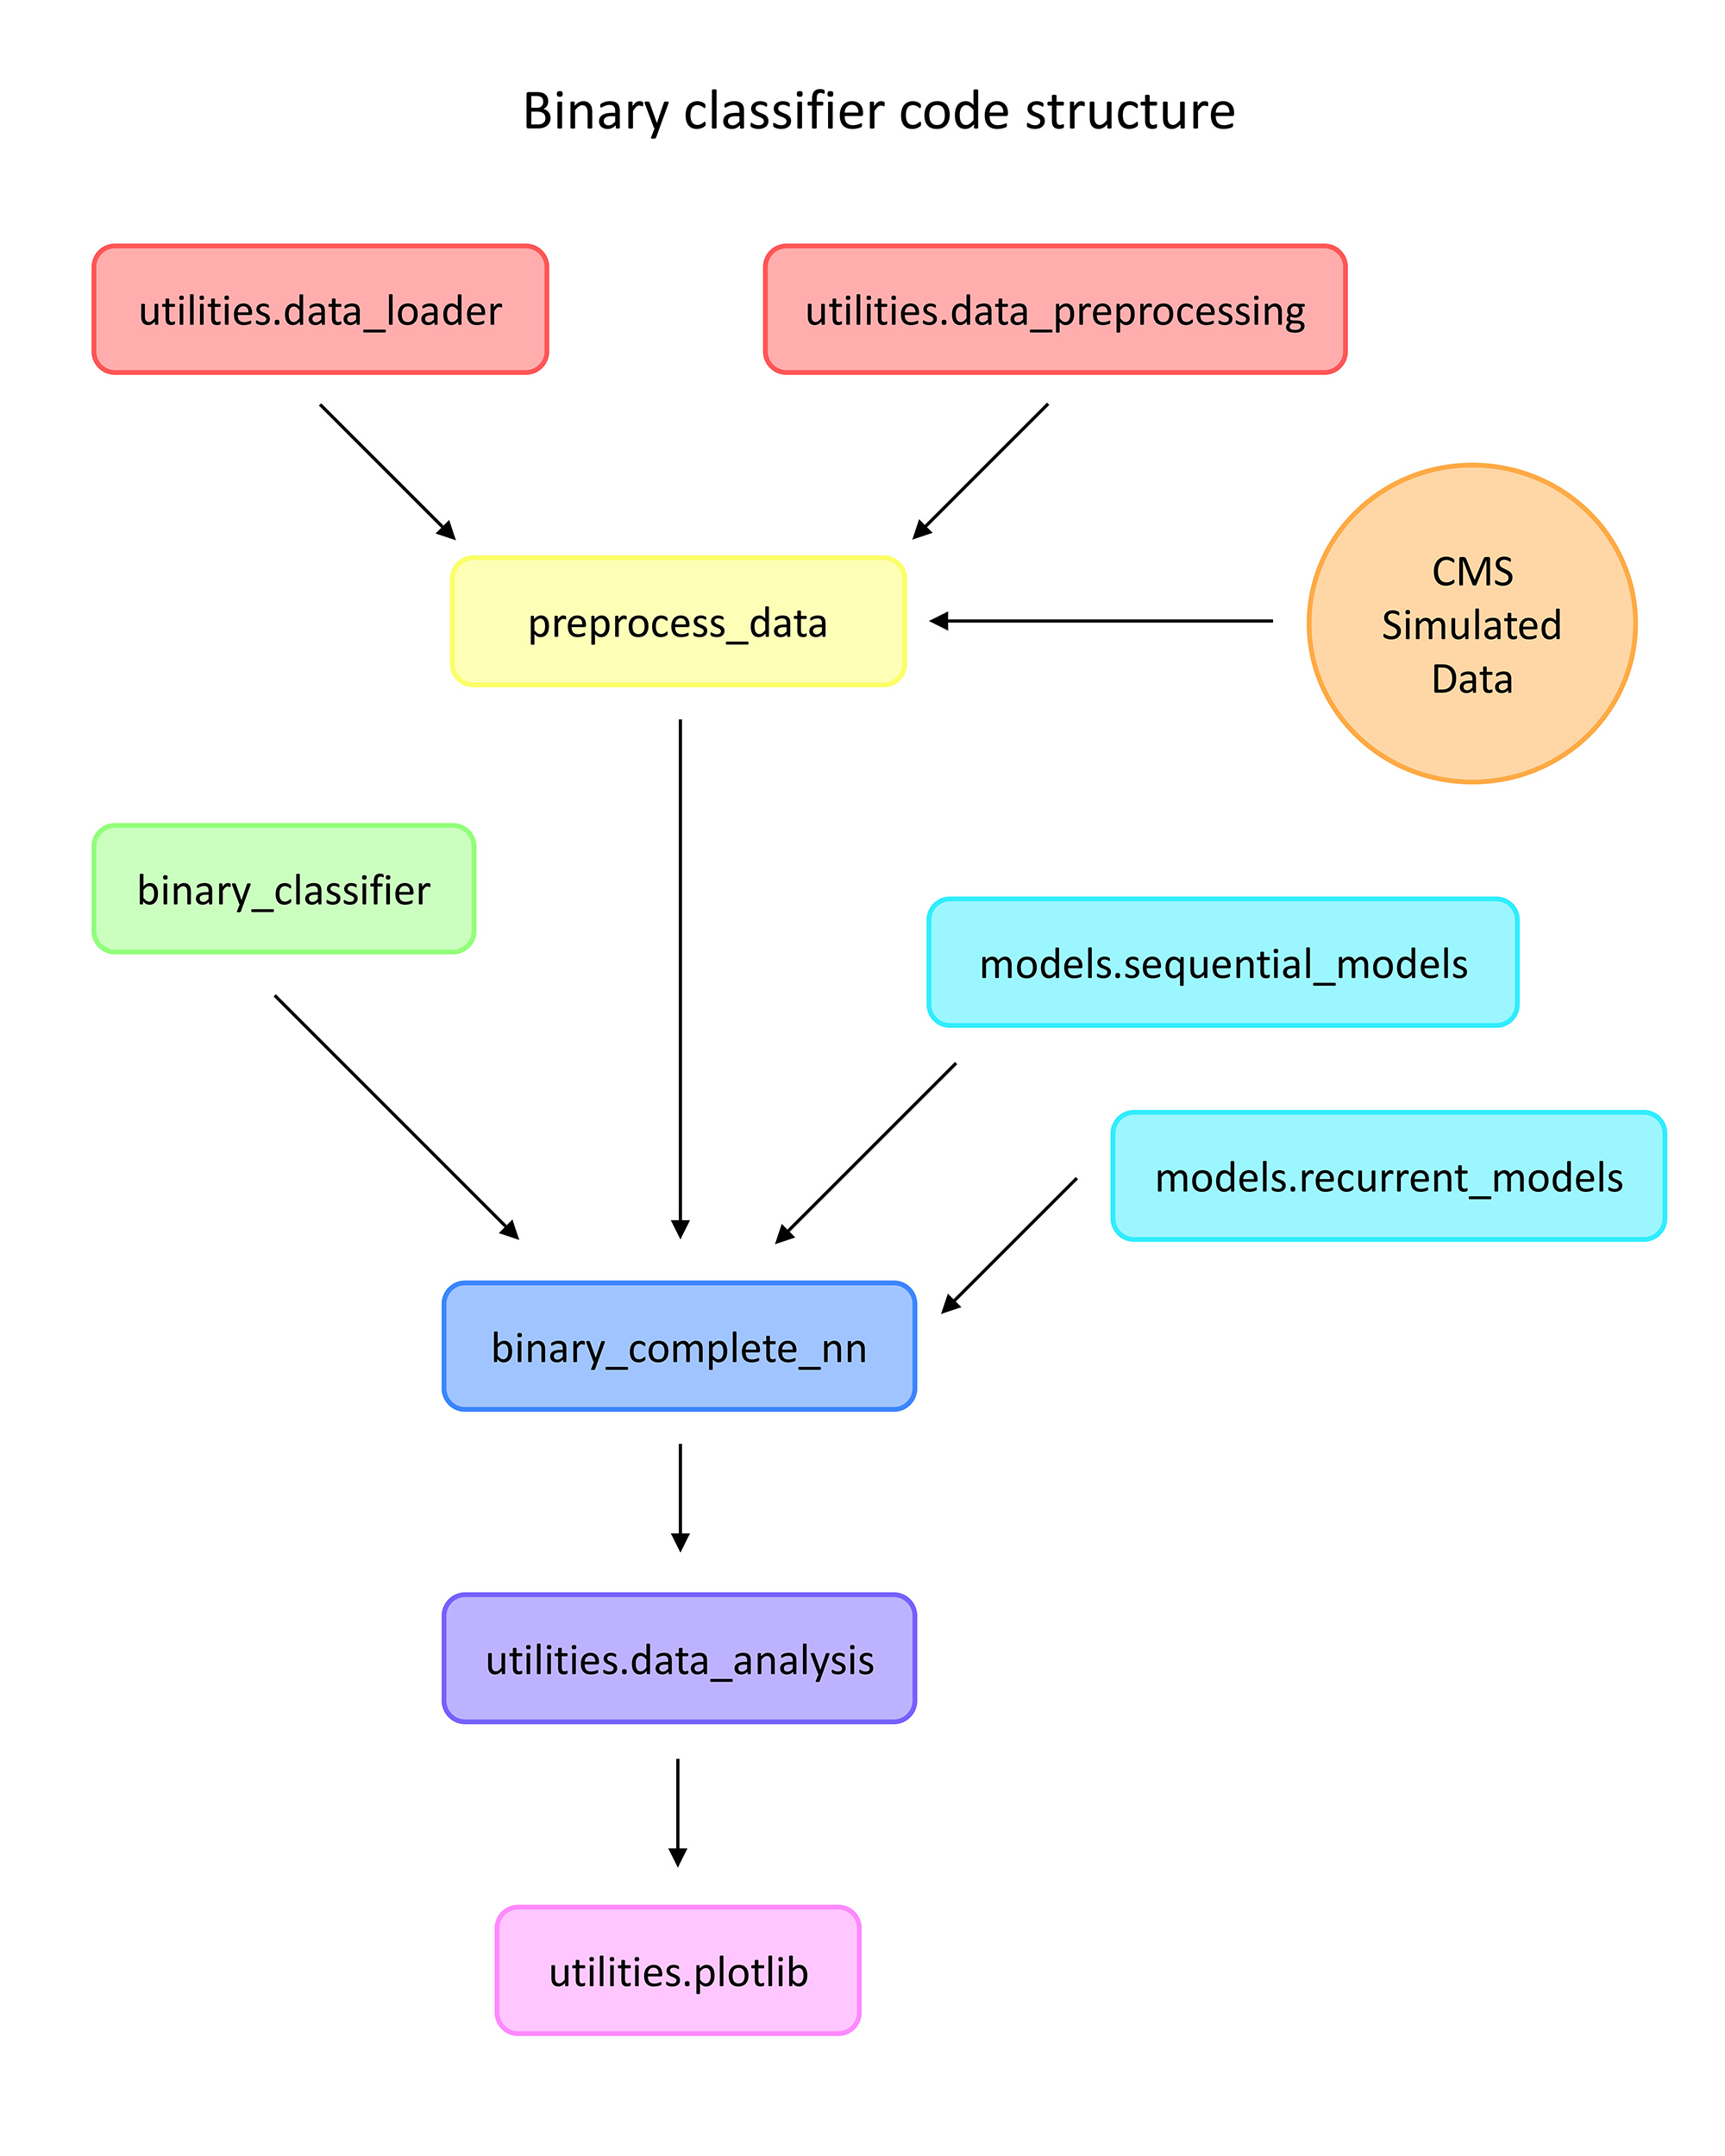 Binary classifier code structure
utilities.data_loader
utilities.data_preprocessing
preprocess_data
CMS
Simulated
Data
binary_classifier
models.sequential_models
models.recurrent_models
binary_complete_nn
utilities.data_analysis
utilities.plotlib